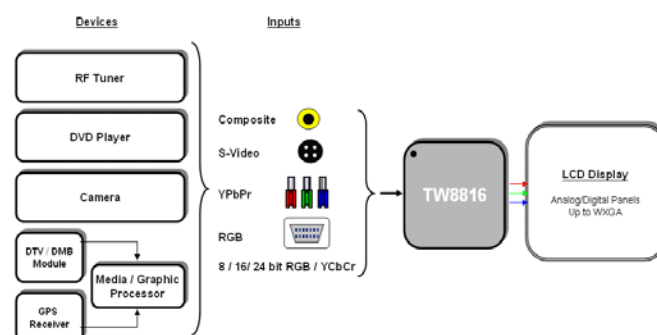 Devices
Inputs
RF Tuner
DVD Player
Camera
DTV / DMB
Module
Media / Graphic
Processor
GPS
Receiver
Composite
S-Video
YPbPr
RGB
8 / 16/ 24 bit RGB / YCbCr
TW8816
LCD Display
Analog/Digital Panels
Up to WXGA